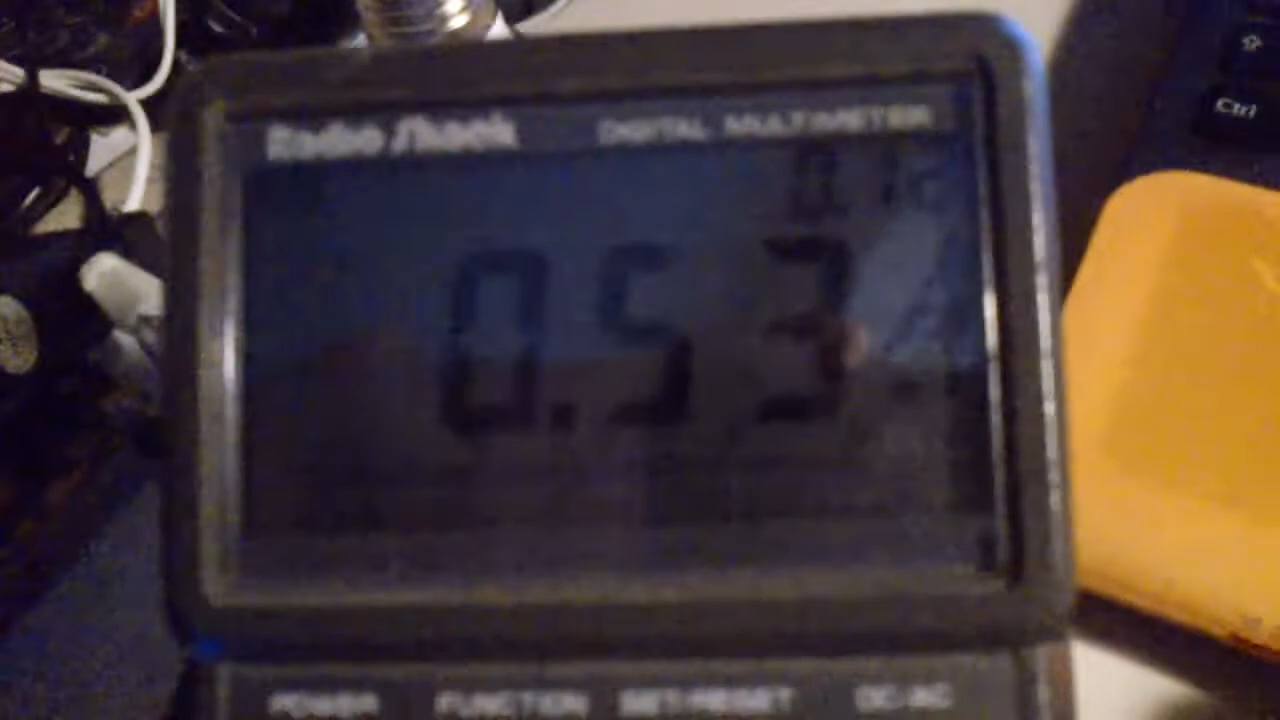 Ctrl
Radio Shack DIGITAL MULTIMETER
0.53
POWER FUNCTION SET/RESET DC/AC